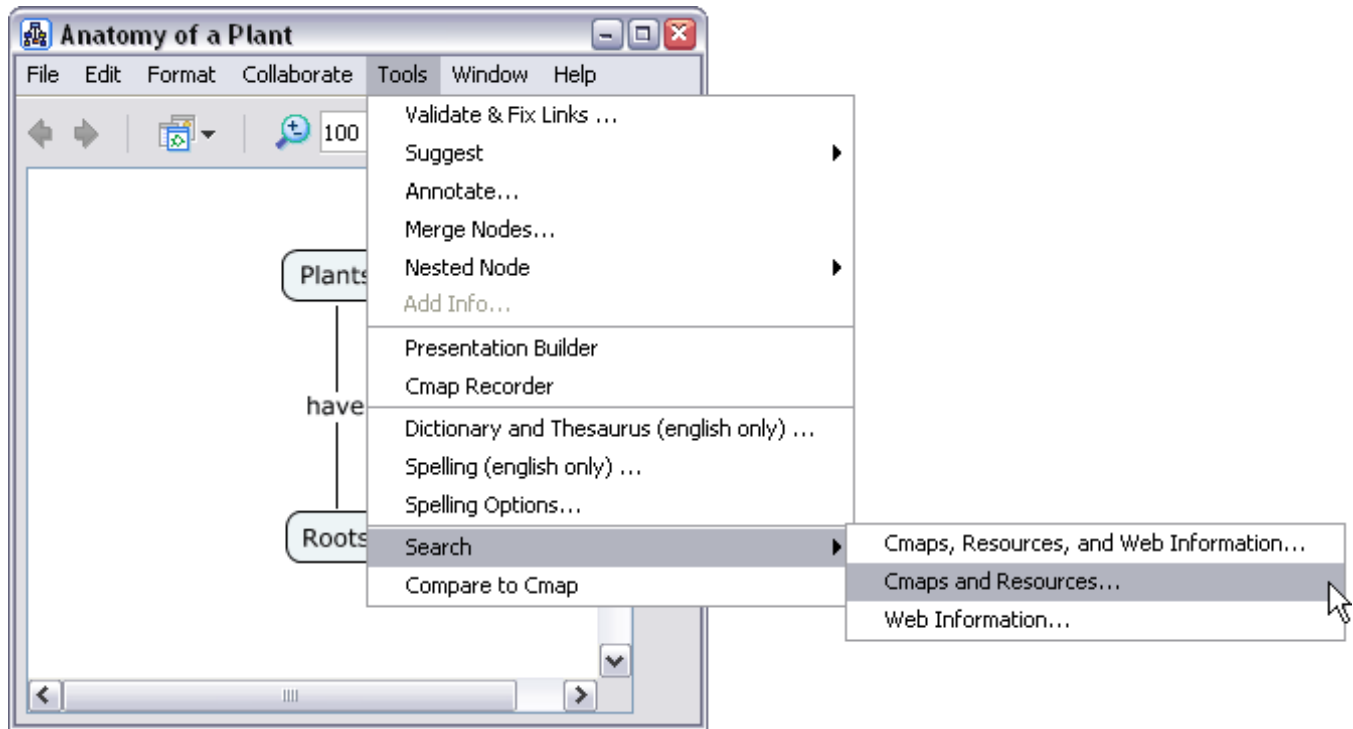 Anatomy of a Plant
File Edit Format Collaborate Tools Window Help
100
Validate & Fix Links ...
Suggest
Annotate...
Merge Nodes...
Nested Node
Add Info...
Presentation Builder
Cmap Recorder
Dictionary and Thesaurus (english only) ...
Spelling (english only) ...
Spelling Options...
Search
Compare to Cmap
Cmaps, Resources, and Web Information...
Cmaps and Resources...
Web Information...
Plants
have
Roots